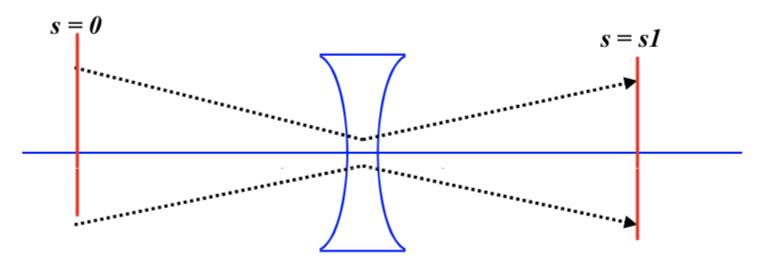 s = 0
s = s1